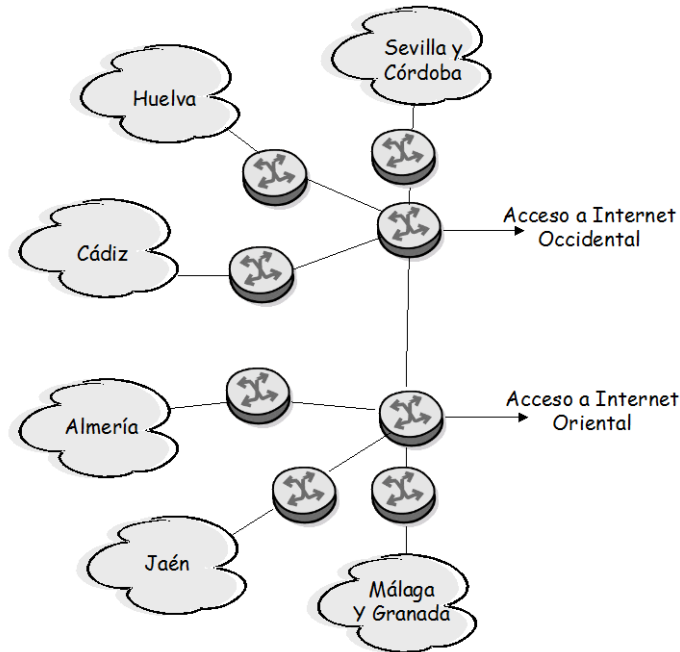 Sevilla y
Córdoba
Huelva
Acceso a Internet
Occidental
Cádiz
Almería
Acceso a Internet
Oriental
Jaén
Málaga
Y Granada